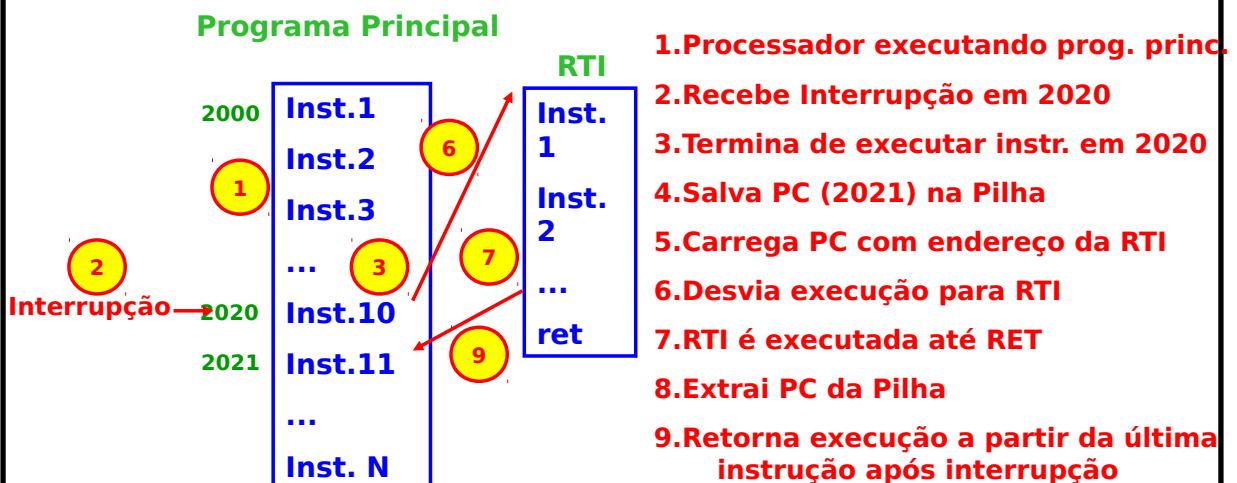 Programa Principal
RTI
2000
Inst.1
Inst.2
1
Inst.3
...
3
2
Interrupção
2020
Inst.10
2021
Inst.11
...
Inst. N
6
7
9
Inst.
1
Inst.
2
...
ret
1.Processador executando prog. princ.
2.Recebe Interrupção em 2020
3.Termina de executar instr. em 2020
4.Salva PC (2021) na Pilha
5.Carrega PC com endereço da RTI
6.Desvia execução para RTI
7.RTI é executada até RET
8.Extrai PC da Pilha
9.Retorna execução a partir da última
instrução após interrupção